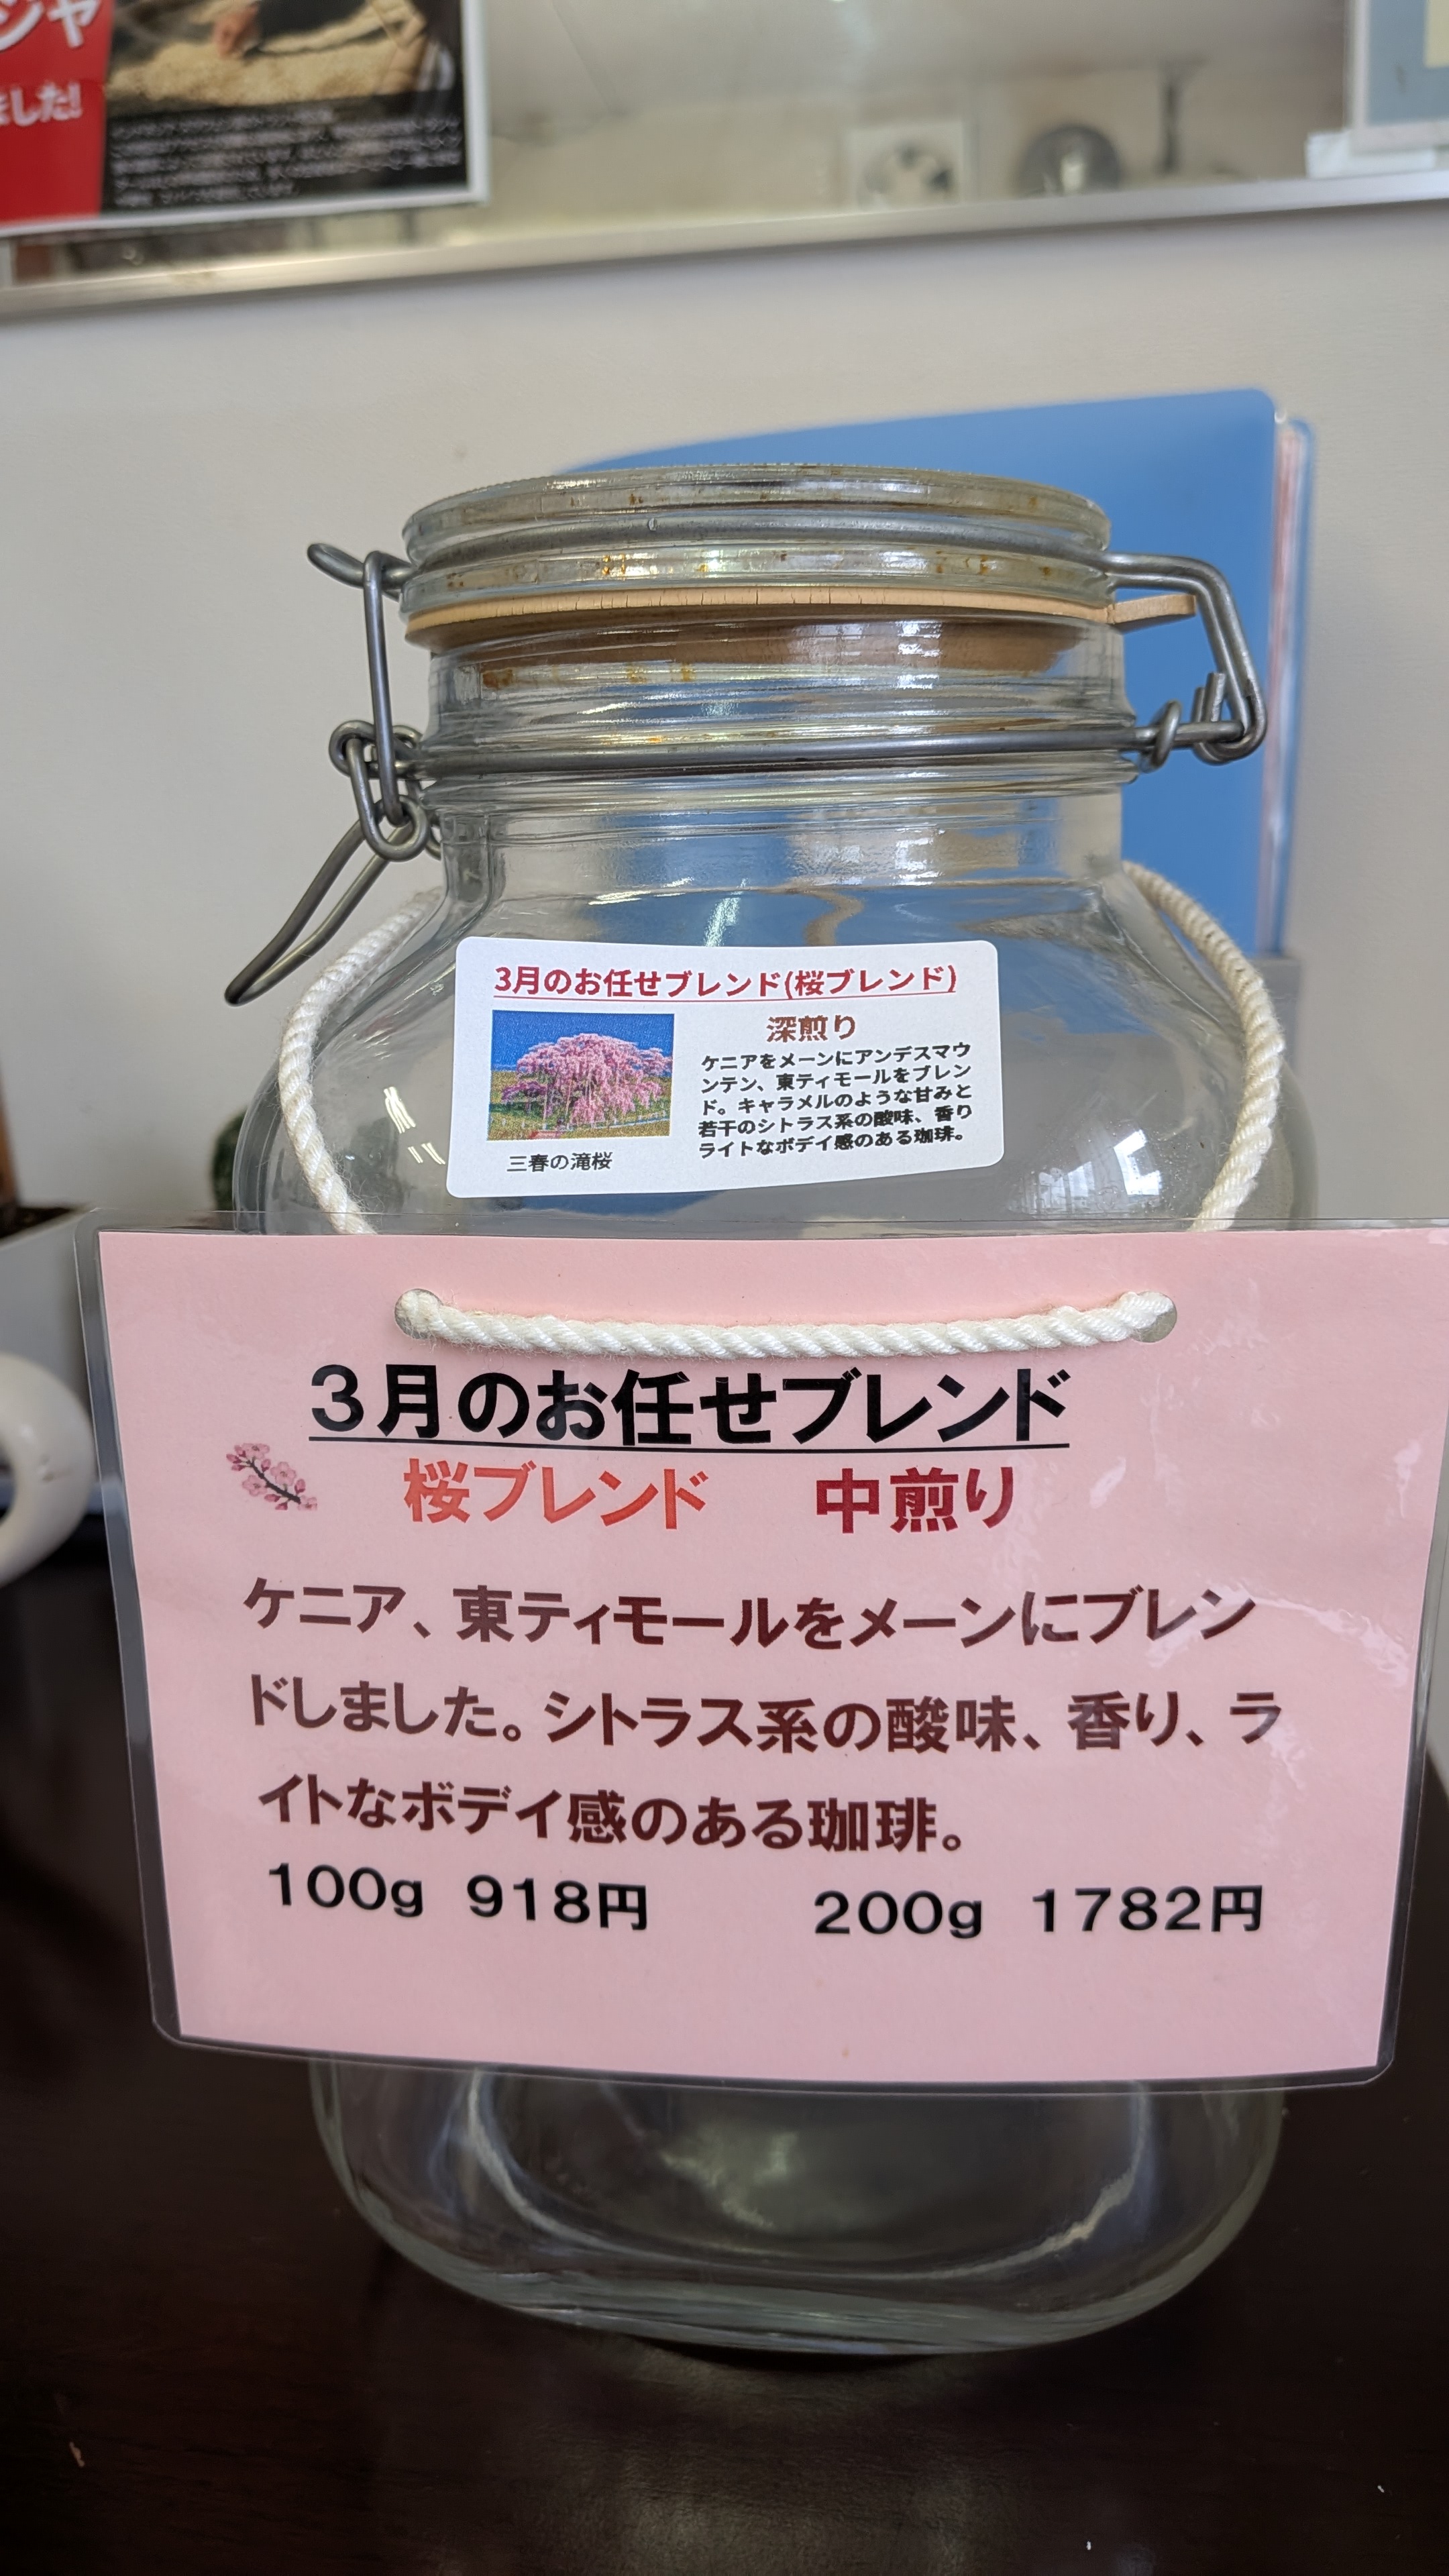 ジャ
ました!
3月のお任せブレンド(桜ブレンド)
深煎り
ケニアをメーンにアンデスマウ
ンテン、東ティモールをブレン
ド。キャラメルのような甘みと
若干のシトラス系の酸味、香り
ライトなボデイ感のある珈琲。
三春の滝桜
3月のお任せブレンド
桜ブレンド 中煎り
ケニア、東ティモールをメーンにブレン
ドしました。シトラス系の酸味、香り、ラ
イトなボデイ感のある珈琲。
100g 918円 200g 1782円